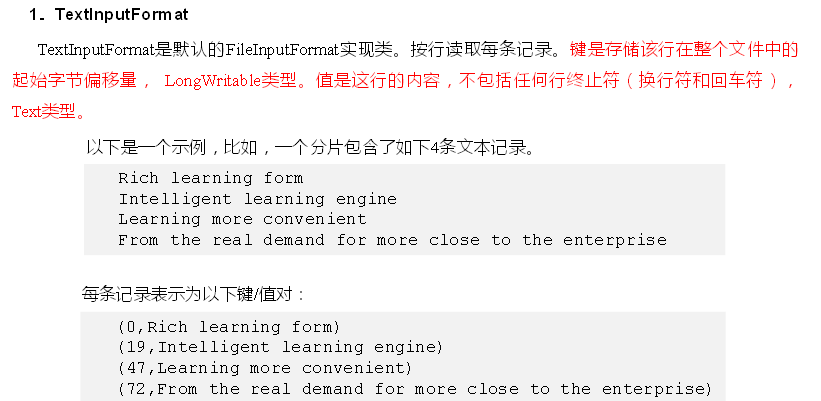 1. TextInputFormat
TextInputFormat是默认的FileInputFormat实现类。按行读取每条记录。键是存储该行在整个文件中的
起始字节偏移量， LongWritable类型。值是这行的内容，不包括任何行终止符（换行符和回车符），
Text类型。
以下是一个示例，比如，一个分片包含了如下4条文本记录。
Rich learning form
Intelligent learning engine
Learning more convenient
From the real demand for more close to the enterprise
每条记录表示为以下键/值对：
(0,Rich learning form)
(19,Intelligent learning engine)
(47,Learning more convenient)
(72,From the real demand for more close to the enterprise)